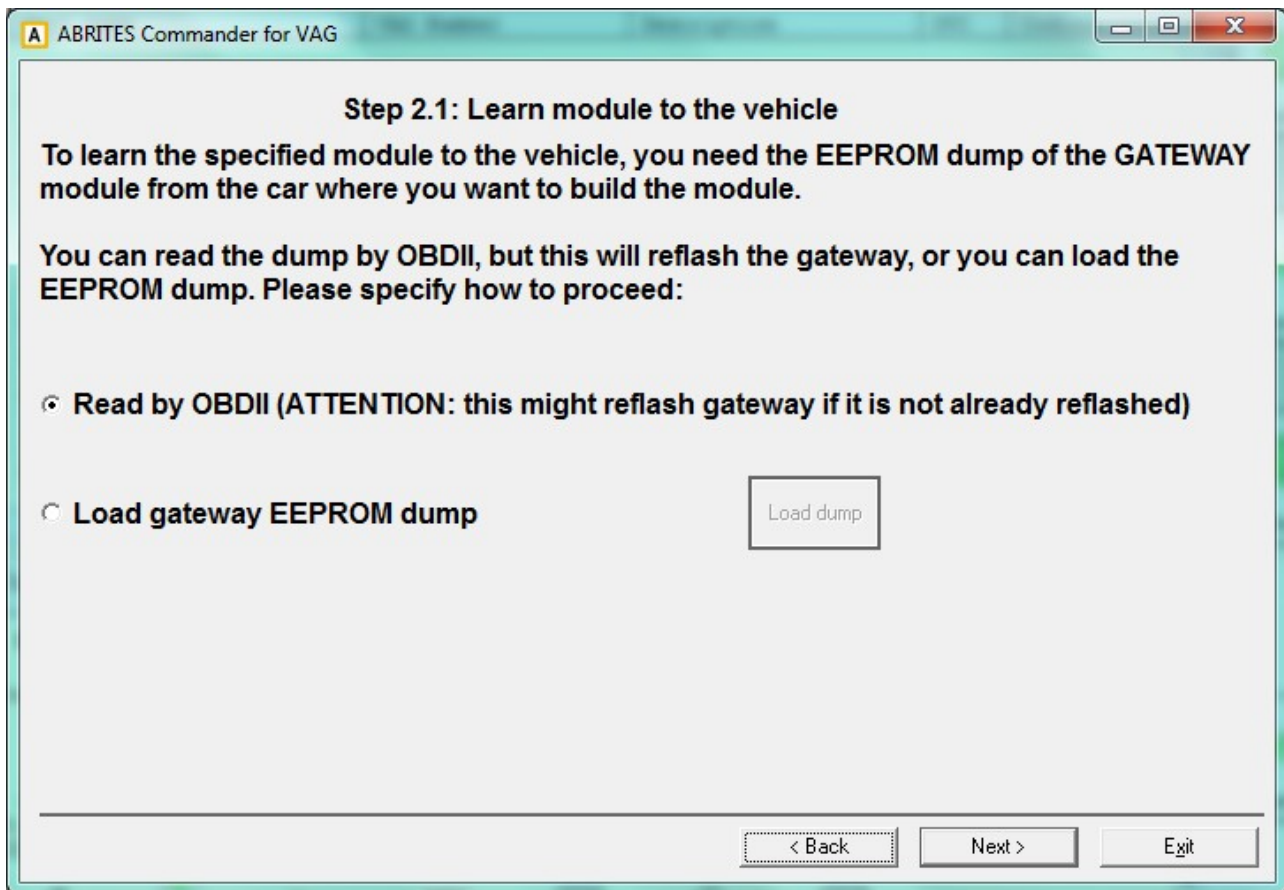 A ABRITES Commander for VAG
Step 2.1: Learn module to the vehicle
To learn the specified module to the vehicle, you need the EEPROM dump of the GATEWAY
module from the car where you want to build the module.
You can read the dump by OBDII, but this will reflash the gateway, or you can load the
EEPROM dump. Please specify how to proceed:
Read by OBDII (ATTENTION: this might reflash gateway if it is not already reflashed)
Load gateway EEPROM dump
Load dump
< Back
Next >
Exit